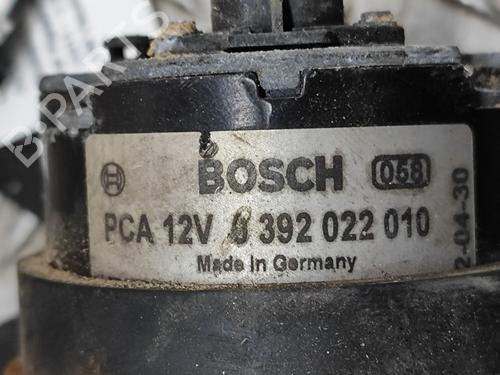 BOSCH 058
PCA 12V 0 392 022 010
Made in Germany
2-04-30
B-PARTS